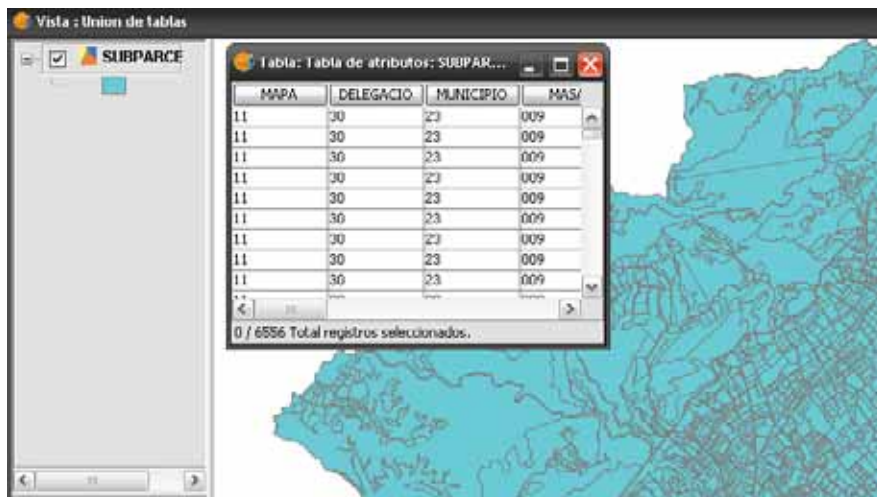 Vista : Union de tablas
SUBPARCE
Tabla: Tabla de atributos: SUBPAR...
MAPA DELEGACIO MUNICIPIO MASA
11 30 23 009
11 30 23 009
11 30 23 009
11 30 23 009
11 30 23 009
11 30 23 009
11 30 23 009
11 30 23 009
11 30 23 009
0 / 6556 Total registros seleccionados.